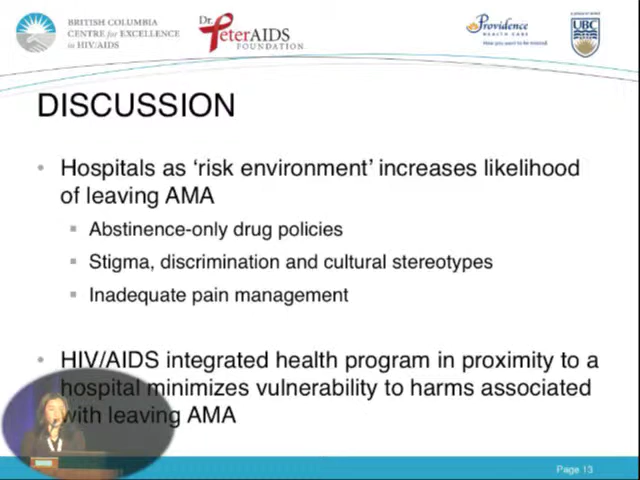 BRITISH COLUMBIA
CENTRE for EXCELLENCE
in HIV/AIDS
Dr.
PeterAIDS
FOUNDATION
Providence
HEALTH CARE
How you want to be treated.
UBC
DISCUSSION
• Hospitals as ‘risk environment’ increases likelihood
of leaving AMA
▪ Abstinence-only drug policies
▪ Stigma, discrimination and cultural stereotypes
▪ Inadequate pain management
• HIV/AIDS integrated health program in proximity to a
hospital minimizes vulnerability to harms associated
with leaving AMA
Page 13